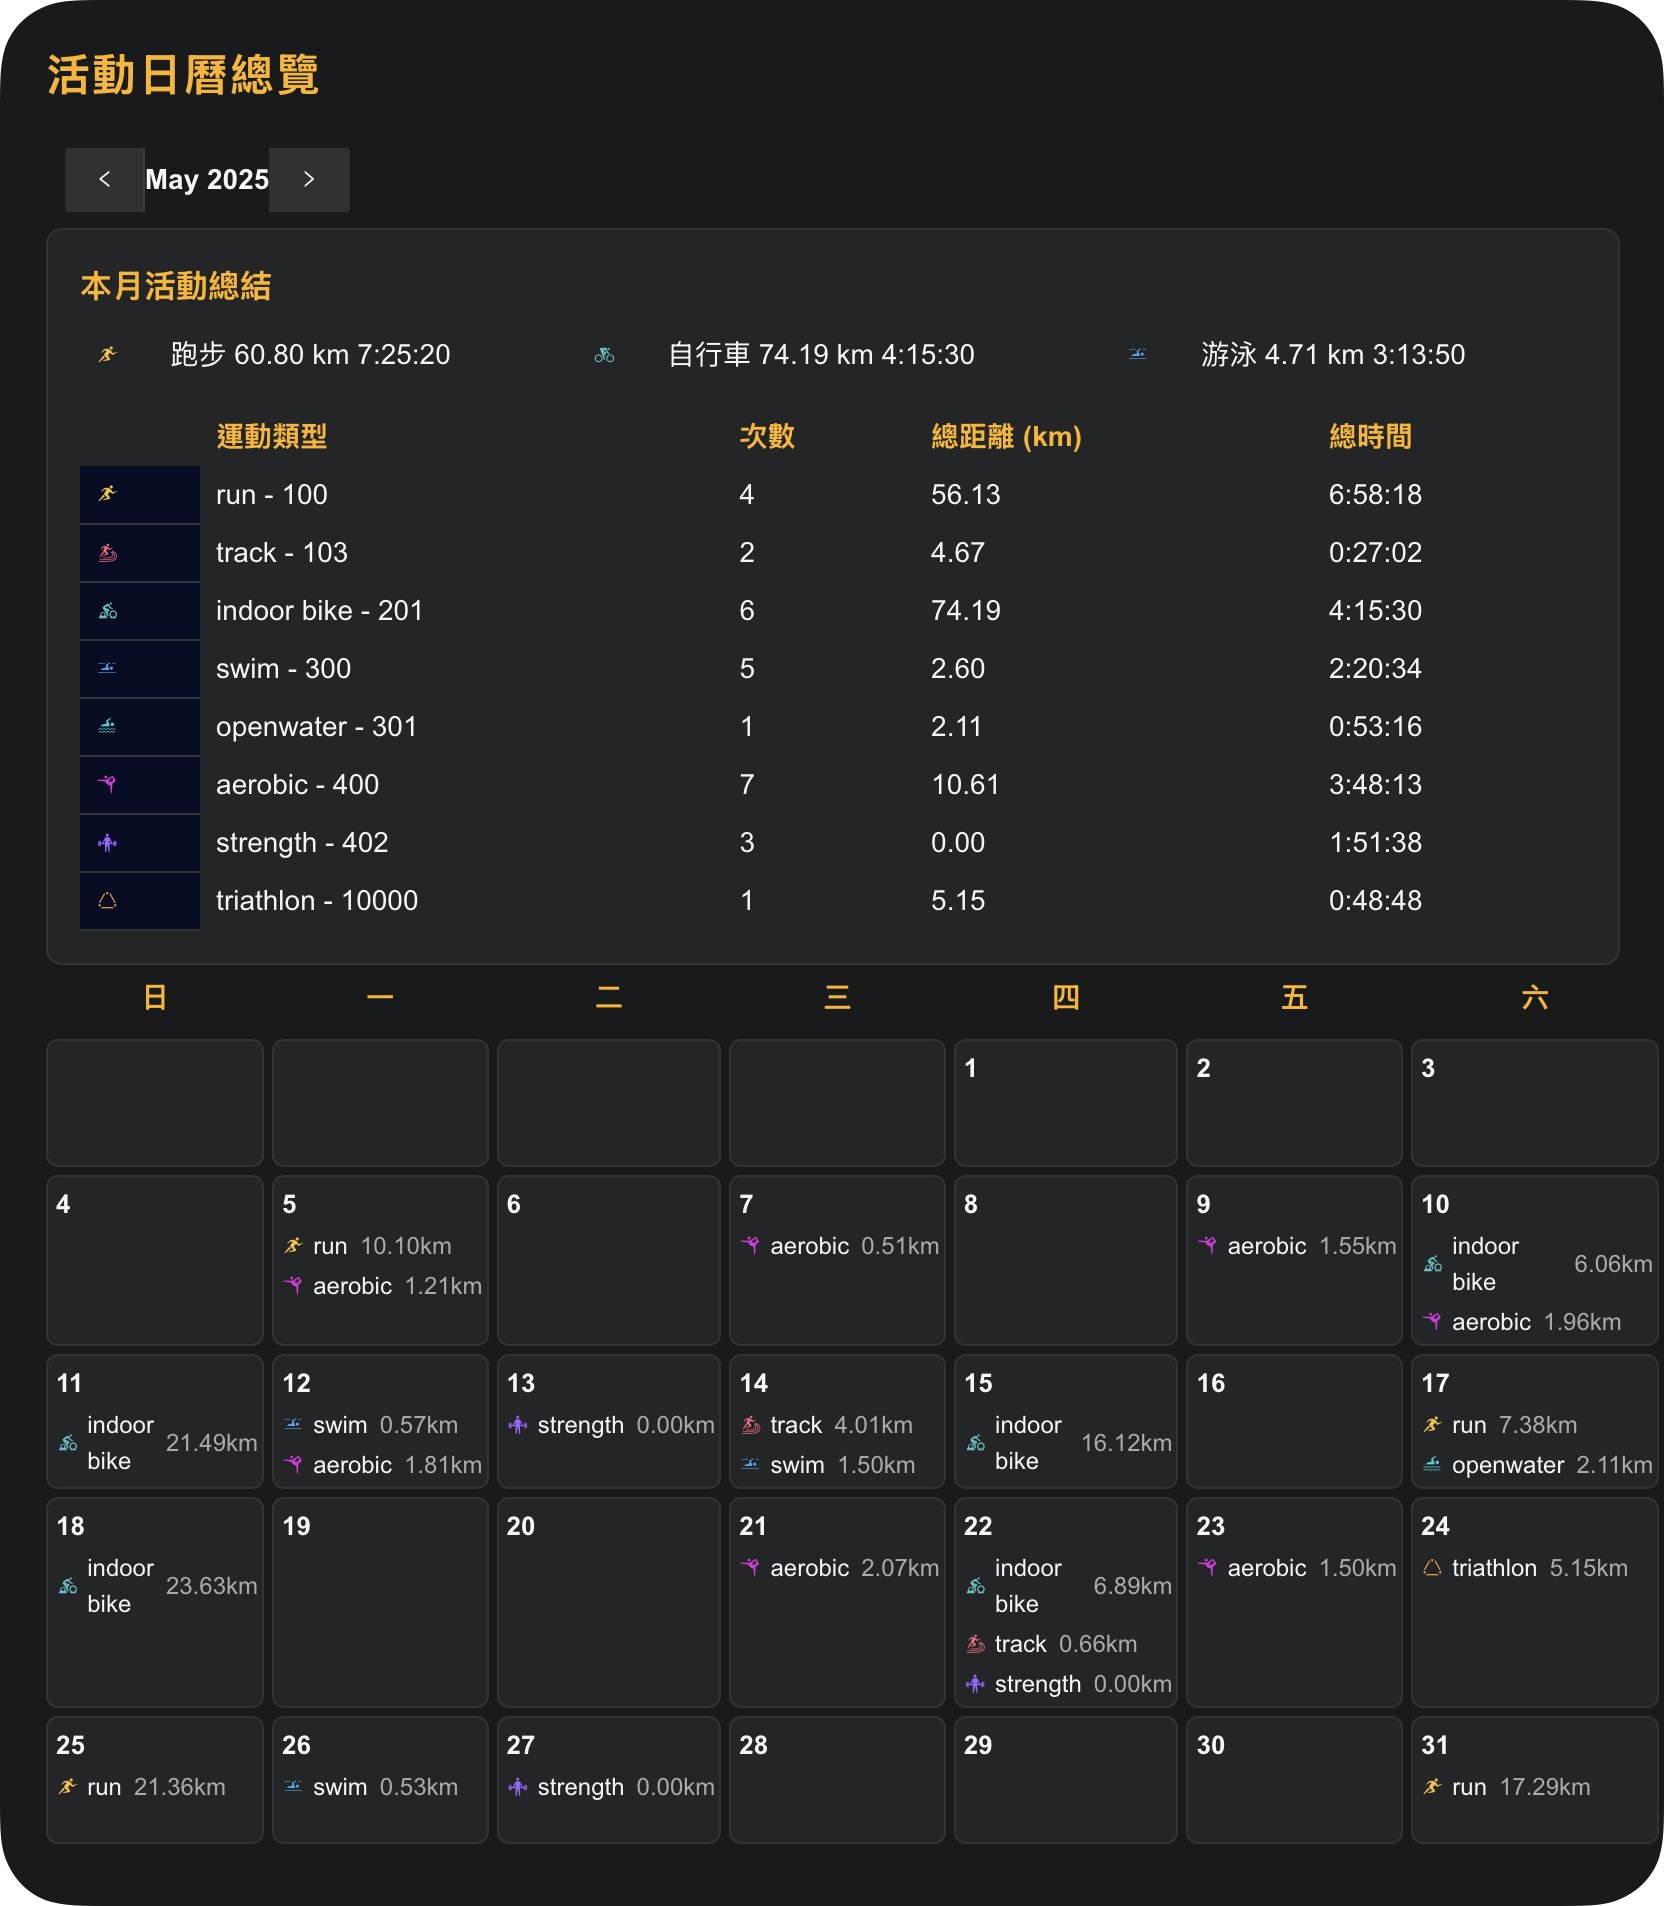 活動日曆總覽
< May 2025 >
本月活動總結
跑步 60.80 km 7:25:20 自行車 74.19 km 4:15:30 游泳 4.71 km 3:13:50
運動類型 次數 總距離 (km) 總時間
run - 100 4 56.13 6:58:18
track - 103 2 4.67 0:27:02
indoor bike - 201 6 74.19 4:15:30
swim - 300 5 2.60 2:20:34
openwater - 301 1 2.11 0:53:16
aerobic - 400 7 10.61 3:48:13
strength - 402 3 0.00 1:51:38
triathlon - 10000 1 5.15 0:48:48
日 一 二 三 四 五 六
1
2
3
4
5
run 10.10km
aerobic 1.21km
6
7
aerobic 0.51km
8
9
aerobic 1.55km
10
indoor
bike 6.06km
aerobic 1.96km
11
indoor
bike 21.49km
12
swim 0.57km
aerobic 1.81km
13
strength 0.00km
14
track 4.01km
swim 1.50km
15
indoor
bike 16.12km
16
17
run 7.38km
openwater 2.11km
18
indoor
bike 23.63km
19
20
21
aerobic 2.07km
22
indoor
bike 6.89km
track 0.66km
strength 0.00km
23
aerobic 1.50km
24
triathlon 5.15km
25
run 21.36km
26
swim 0.53km
27
strength 0.00km
28
29
30
31
run 17.29km